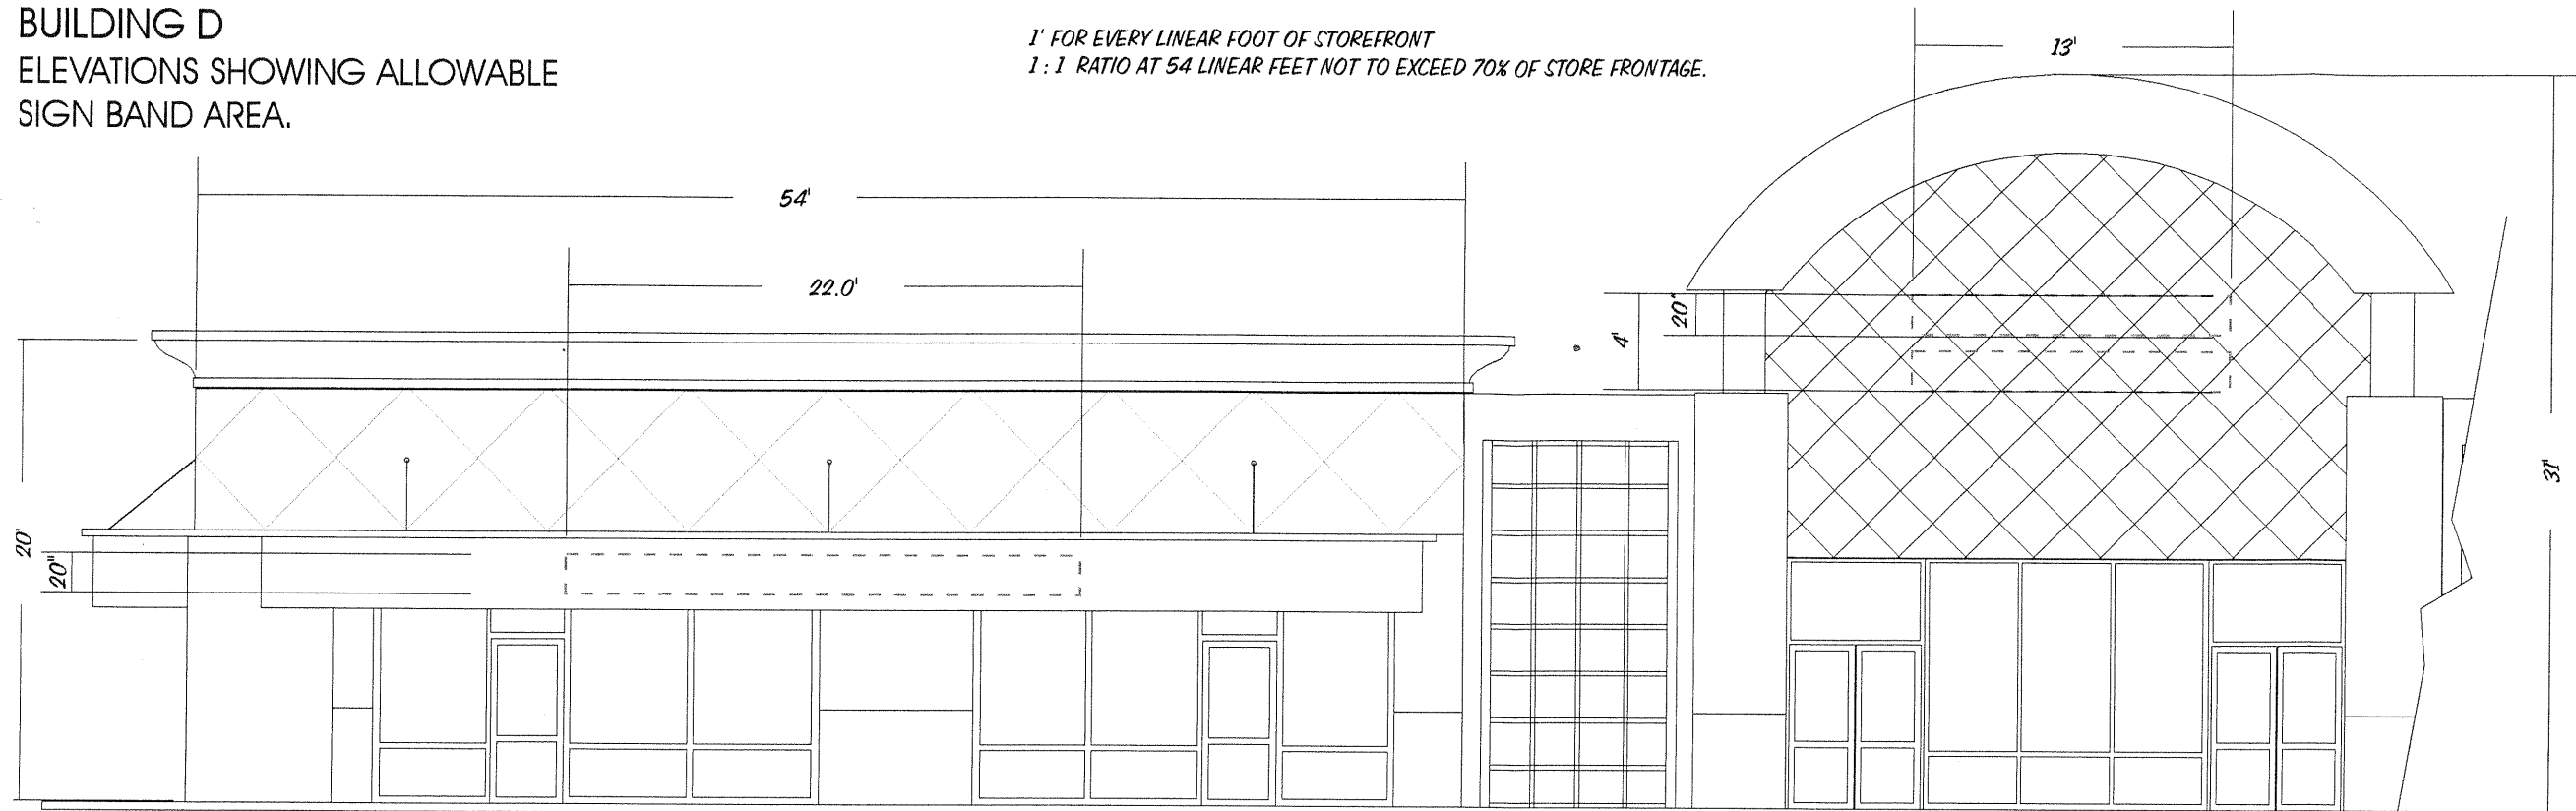 BUILDING D
ELEVATIONS SHOWING ALLOWABLE
SIGN BAND AREA.
1' FOR EVERY LINEAR FOOT OF STOREFRONT
1 : 1 RATIO AT 54 LINEAR FEET NOT TO EXCEED 70% OF STORE FRONTAGE.
13'
54'
22.0'
20"
4'
31'
20'
20"